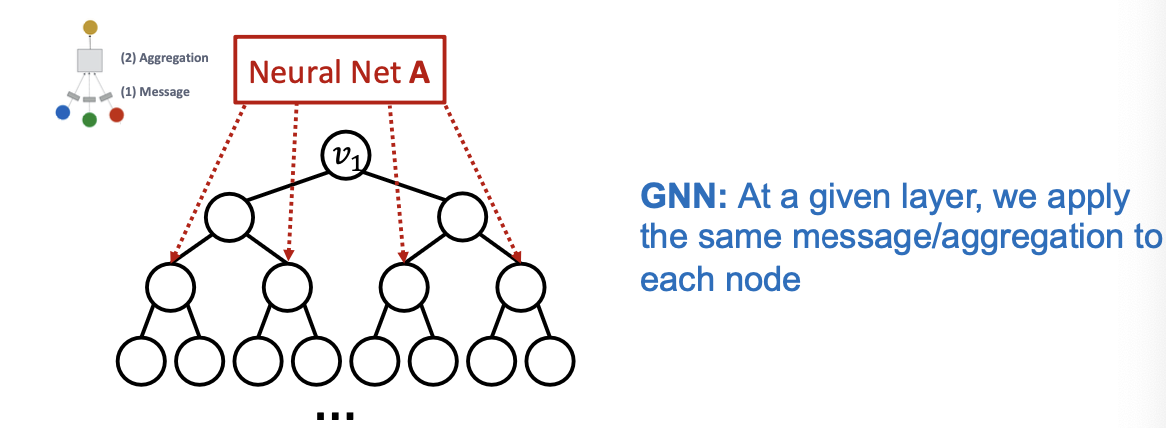 (2) Aggregation
(1) Message
Neural Net A
v₁
...
GNN: At a given layer, we apply
the same message/aggregation to
each node